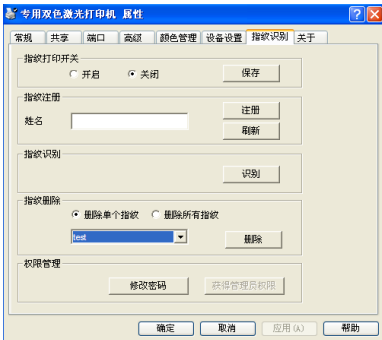 专用双色激光打印机 属性
常规 共享 端口 高级 颜色管理 设备设置 指纹识别 关于
指纹打印开关
开启 关闭 保存
指纹注册
姓名 注册
刷新
指纹识别
识别
指纹删除
删除单个指纹 删除所有指纹
test 删除
权限管理
修改密码 获得管理员权限
确定 取消 应用(A) 帮助